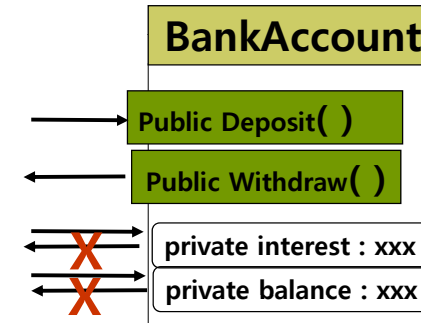 BankAccount
Public Deposit( )
Public Withdraw( )
private interest : xxx
X
private balance : xxx
X